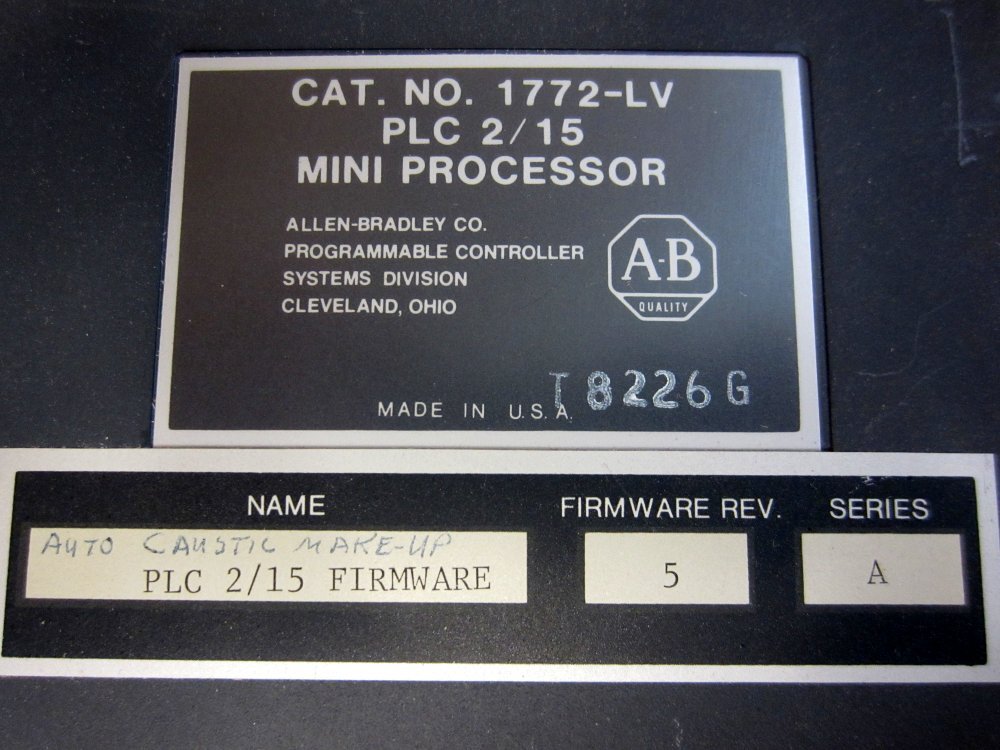 CAT. NO. 1772-LV
PLC 2/15
MINI PROCESSOR
ALLEN-BRADLEY CO.
PROGRAMMABLE CONTROLLER
SYSTEMS DIVISION
CLEVELAND, OHIO
A-B
QUALITY
T8226G
MADE IN U.S.A.
NAME
FIRMWARE REV.
SERIES
AUTO CAUSTIC MAKE-UP
PLC 2/15 FIRMWARE
5
A